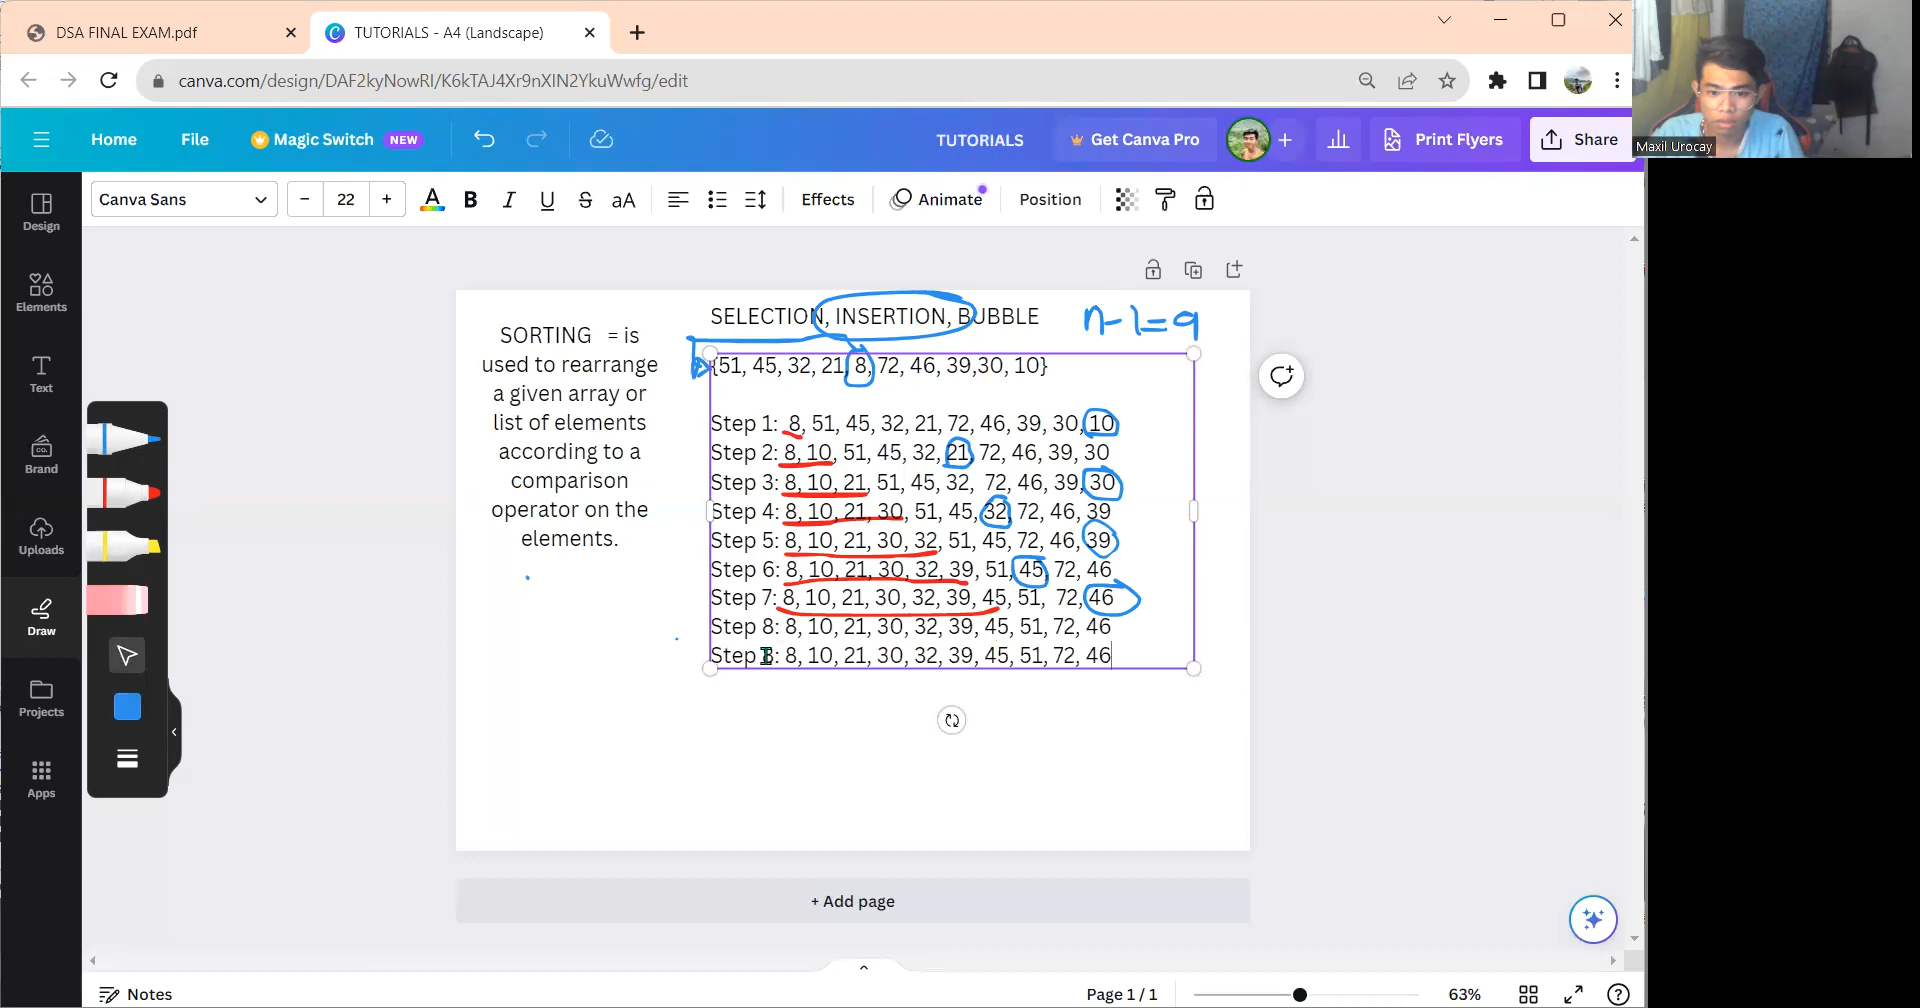 DSA FINAL EXAM.pdf
TUTORIALS - A4 (Landscape)
canva.com/design/DAF2kyNowRI/K6kTAJ4Xr9nXIN2YkuWwfg/edit
Maxil Urocay
Home
File
Magic Switch NEW
TUTORIALS
Get Canva Pro
Print Flyers
Share
Canva Sans
22
Effects
Animate
Position
Design
Elements
Text
Brand
Uploads
Draw
Projects
Apps
SORTING = is
used to rearrange
a given array or
list of elements
according to a
comparison
operator on the
elements.
SELECTION, INSERTION, BUBBLE
n-1=9
{51, 45, 32, 21, 8, 72, 46, 39,30, 10}
Step 1: 8, 51, 45, 32, 21, 72, 46, 39, 30, 10
Step 2: 8, 10, 51, 45, 32, 21, 72, 46, 39, 30
Step 3: 8, 10, 21, 51, 45, 32, 72, 46, 39, 30
Step 4: 8, 10, 21, 30, 51, 45, 32, 72, 46, 39
Step 5: 8, 10, 21, 30, 32, 51, 45, 72, 46, 39
Step 6: 8, 10, 21, 30, 32, 39, 51, 45, 72, 46
Step 7: 8, 10, 21, 30, 32, 39, 45, 51, 72, 46
Step 8: 8, 10, 21, 30, 32, 39, 45, 51, 72, 46
Step 8: 8, 10, 21, 30, 32, 39, 45, 51, 72, 46
+ Add page
Notes
Page 1 / 1
63%